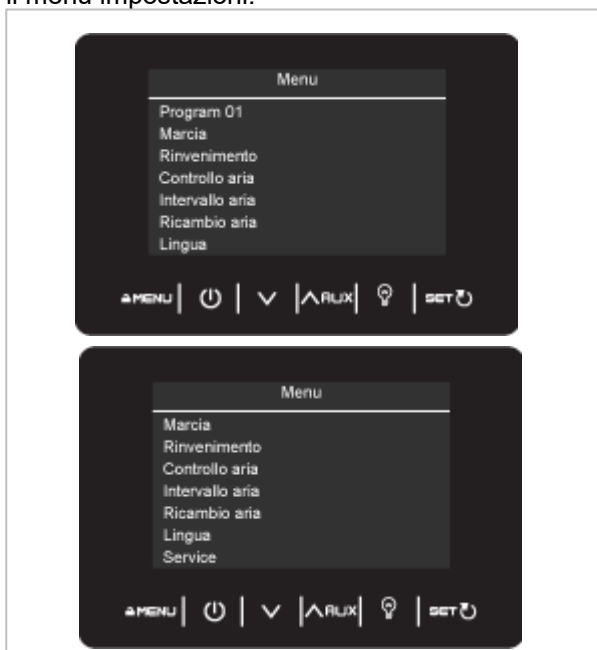 il menu impostazioni.
Menu
Program 01
Marcia
Rinvenimento
Controllo aria
Intervallo aria
Ricambio aria
Lingua
MENU AUX SET
Menu
Marcia
Rinvenimento
Controllo aria
Intervallo aria
Ricambio aria
Lingua
Service
MENU AUX SET